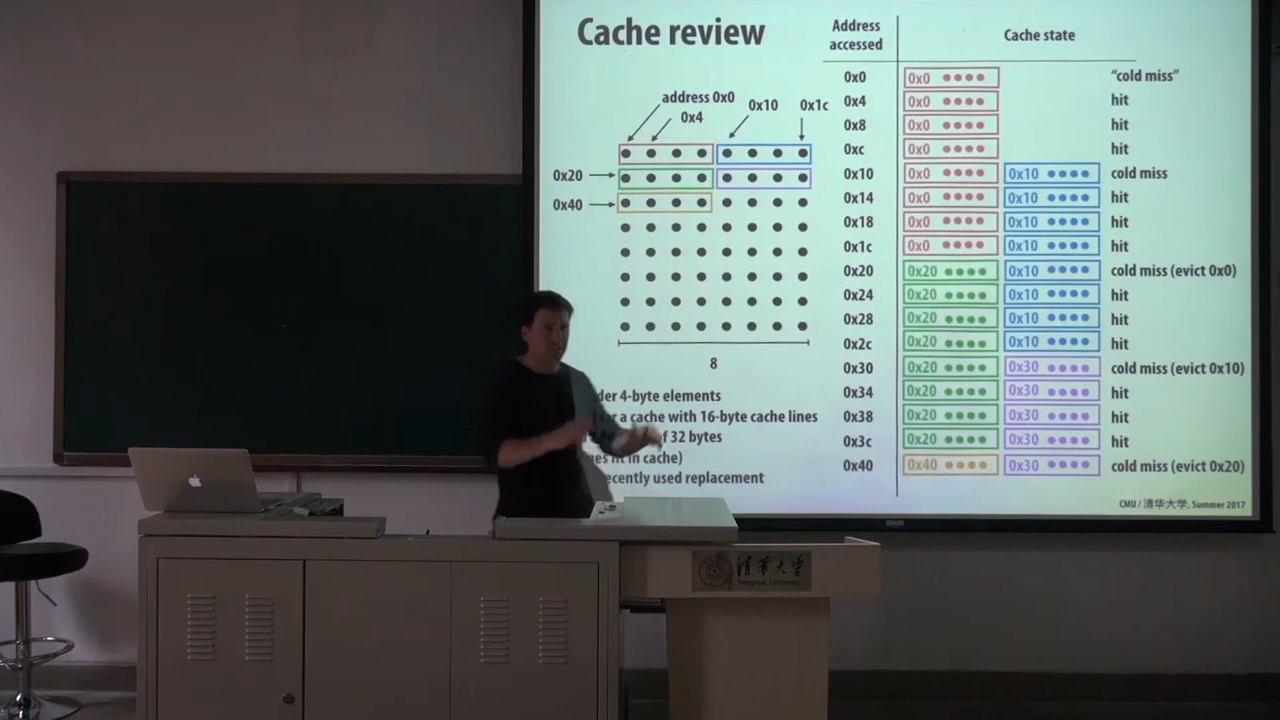 Cache review
Address accessed
Cache state
address 0x0
0x4
0x10
0x1c
0x20
0x40
8
der 4-byte elements
r a cache with 16-byte cache lines
of 32 bytes
es fit in cache)
ecently used replacement
0x0 0x0 "cold miss"
0x4 0x0 hit
0x8 0x0 hit
0xc 0x0 hit
0x10 0x0 0x10 cold miss
0x14 0x0 0x10 hit
0x18 0x0 0x10 hit
0x1c 0x0 0x10 hit
0x20 0x20 0x10 cold miss (evict 0x0)
0x24 0x20 0x10 hit
0x28 0x20 0x10 hit
0x2c 0x20 0x10 hit
0x30 0x20 0x30 cold miss (evict 0x10)
0x34 0x20 0x30 hit
0x38 0x20 0x30 hit
0x3c 0x20 0x30 hit
0x40 0x40 0x30 cold miss (evict 0x20)
CMU / 清华大学, Summer 2017
清華大学
Tsinghua University